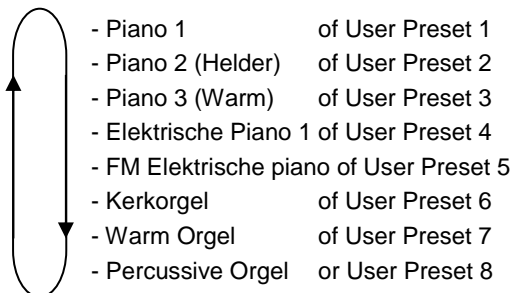 - Piano 1 of User Preset 1
- Piano 2 (Helder) of User Preset 2
- Piano 3 (Warm) of User Preset 3
- Elektrische Piano 1 of User Preset 4
- FM Elektrische piano of User Preset 5
- Kerkorgel of User Preset 6
- Warm Orgel of User Preset 7
- Percussive Orgel or User Preset 8